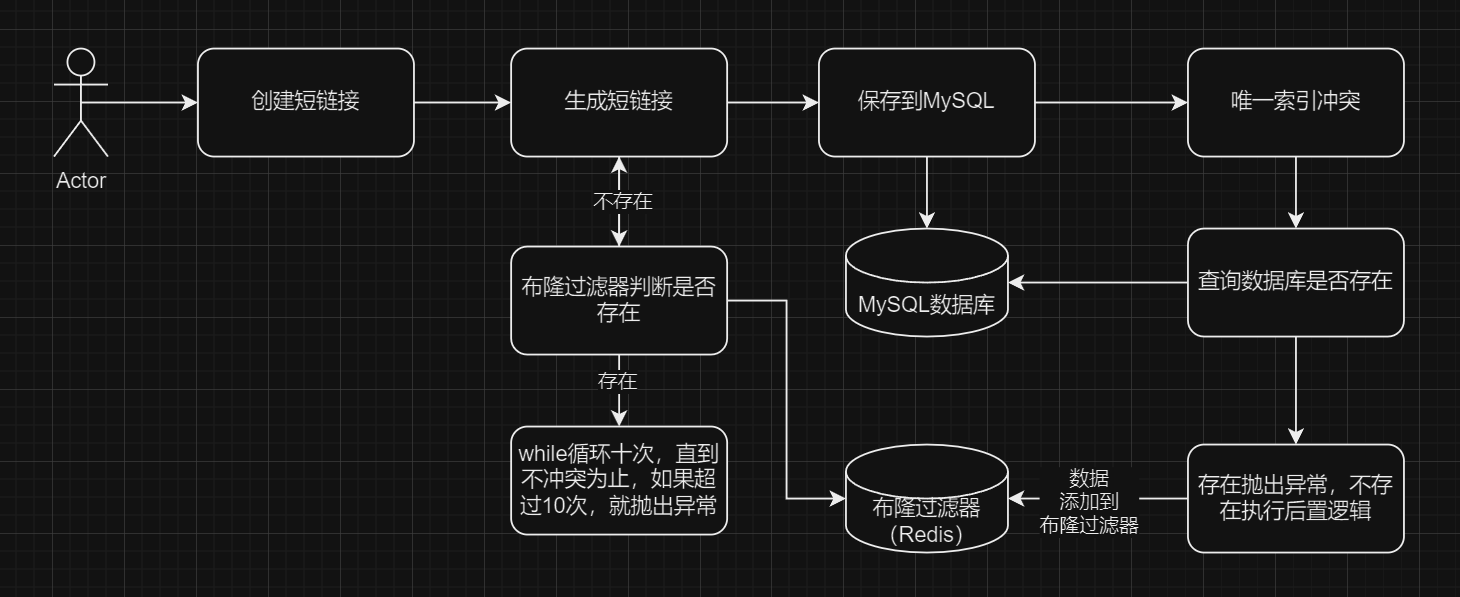 创建短链接
生成短链接
保存到MySQL
唯一索引冲突
Actor
不存在
布隆过滤器判断是否
存在
MySQL数据库
查询数据库是否存在
存在
while循环十次，直到
不冲突为止，如果超
过10次，就抛出异常
布隆过滤器
（Redis）
数据
添加到
布隆过滤器
存在抛出异常，不存
在执行后置逻辑